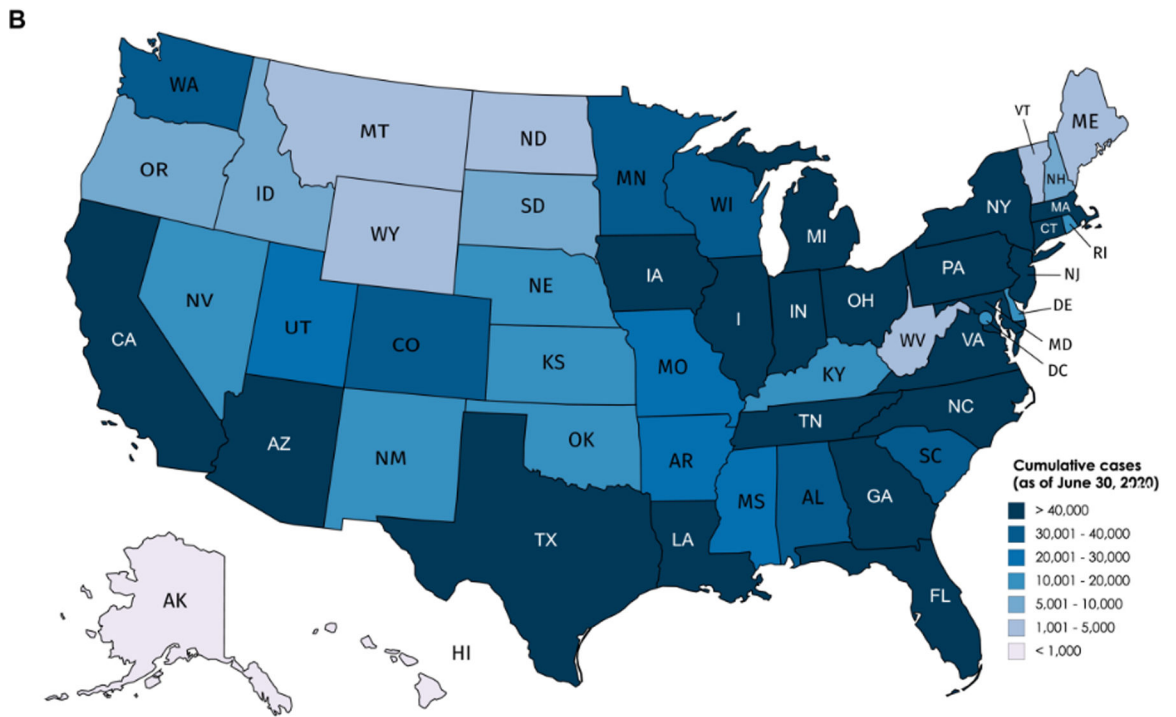 B
WA
MT
ND
MN
VT
ME
OR
ID
SD
WI
NH
WY
NY
MA
MI
CT
RI
IA
PA
NE
NJ
NV
OH
IN
DE
UT
I
CA
CO
WV
VA
MD
KS
MO
KY
DC
NC
TN
AZ
OK
NM
AR
SC
MS
AL
GA
TX
LA
FL
AK
HI
Cumulative cases
(as of June 30, 2020)
> 40,000
30,001 - 40,000
20,001 - 30,000
10,001 - 20,000
5,001 - 10,000
1,001 - 5,000
< 1,000